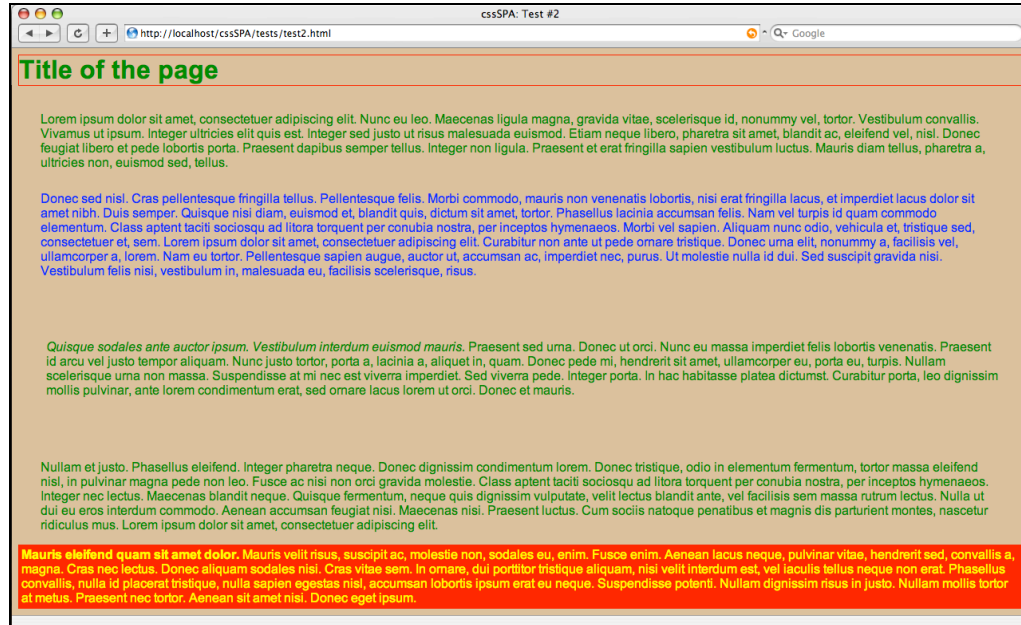 cssSPA: Test #2
http://localhost/cssSPA/tests/test2.html
Google
Title of the page
Lorem ipsum dolor sit amet, consectetuer adipiscing elit. Nunc eu leo. Maecenas ligula magna, gravida vitae, scelerisque id, nonummy vel, tortor. Vestibulum convallis.
Vivamus ut ipsum. Integer ultricies elit quis est. Integer sed justo ut risus malesuada euismod. Etiam neque libero, pharetra sit amet, blandit ac, eleifend vel, nisl. Donec
feugiat libero et pede lobortis porta. Praesent dapibus semper tellus. Integer non ligula. Praesent et erat fringilla sapien vestibulum luctus. Mauris diam tellus, pharetra a,
ultricies non, euismod sed, tellus.
Donec sed nisl. Cras pellentesque fringilla tellus. Pellentesque felis. Morbi commodo, mauris non venenatis lobortis, nisi erat fringilla lacus, et imperdiet lacus dolor sit
amet nibh. Duis semper. Quisque nisi diam, euismod et, blandit quis, dictum sit amet, tortor. Phasellus lacinia accumsan felis. Nam vel turpis id quam commodo
elementum. Class aptent taciti sociosqu ad litora torquent per conubia nostra, per inceptos hymenaeos. Morbi vel sapien. Aliquam nunc odio, vehicula et, tristique sed,
consectetuer et, sem. Lorem ipsum dolor sit amet, consectetuer adipiscing elit. Curabitur non ante ut pede ornare tristique. Donec urna elit, nonummy a, facilisis vel,
ullamcorper a, lorem. Nam eu tortor. Pellentesque sapien augue, auctor ut, accumsan ac, imperdiet nec, purus. Ut molestie nulla id dui. Sed suscipit gravida nisi.
Vestibulum felis nisi, vestibulum in, malesuada eu, facilisis scelerisque, risus.
Quisque sodales ante auctor ipsum. Vestibulum interdum euismod mauris. Praesent sed urna. Donec ut orci. Nunc eu massa imperdiet felis lobortis venenatis. Praesent
id arcu vel justo tempor aliquam. Nunc justo tortor, porta a, lacinia a, aliquet in, quam. Donec pede mi, hendrerit sit amet, ullamcorper eu, porta eu, turpis. Nullam
scelerisque urna non massa. Suspendisse at mi nec est viverra imperdiet. Sed viverra pede. Integer porta. In hac habitasse platea dictumst. Curabitur porta, leo dignissim
mollis pulvinar, ante lorem condimentum erat, sed ornare lacus lorem ut orci. Donec et mauris.
Nullam et justo. Phasellus eleifend. Integer pharetra neque. Donec dignissim condimentum lorem. Donec tristique, odio in elementum fermentum, tortor massa eleifend
nisl, in pulvinar magna pede non leo. Fusce ac nisi non orci gravida molestie. Class aptent taciti sociosqu ad litora torquent per conubia nostra, per inceptos hymenaeos.
Integer nec lectus. Maecenas blandit neque. Quisque fermentum, neque quis dignissim vulputate, velit lectus blandit ante, vel facilisis sem massa rutrum lectus. Nulla ut
dui eu eros interdum commodo. Aenean accumsan feugiat nisi. Maecenas nisi. Praesent luctus. Cum sociis natoque penatibus et magnis dis parturient montes, nascetur
ridiculus mus. Lorem ipsum dolor sit amet, consectetuer adipiscing elit.
Mauris eleifend quam sit amet dolor. Mauris velit risus, suscipit ac, molestie non, sodales eu, enim. Fusce enim. Aenean lacus neque, pulvinar vitae, hendrerit sed, convallis a,
magna. Cras nec lectus. Donec aliquam sodales nisi. Cras vitae sem. In ornare, dui porttitor tristique aliquam, nisi velit interdum est, vel iaculis tellus neque non erat. Phasellus
convallis, nulla id placerat tristique, nulla sapien egestas nisl, accumsan lobortis ipsum erat eu neque. Suspendisse potenti. Nullam dignissim risus in justo. Nullam mollis tortor
at metus. Praesent nec tortor. Aenean sit amet nisi. Donec eget ipsum.